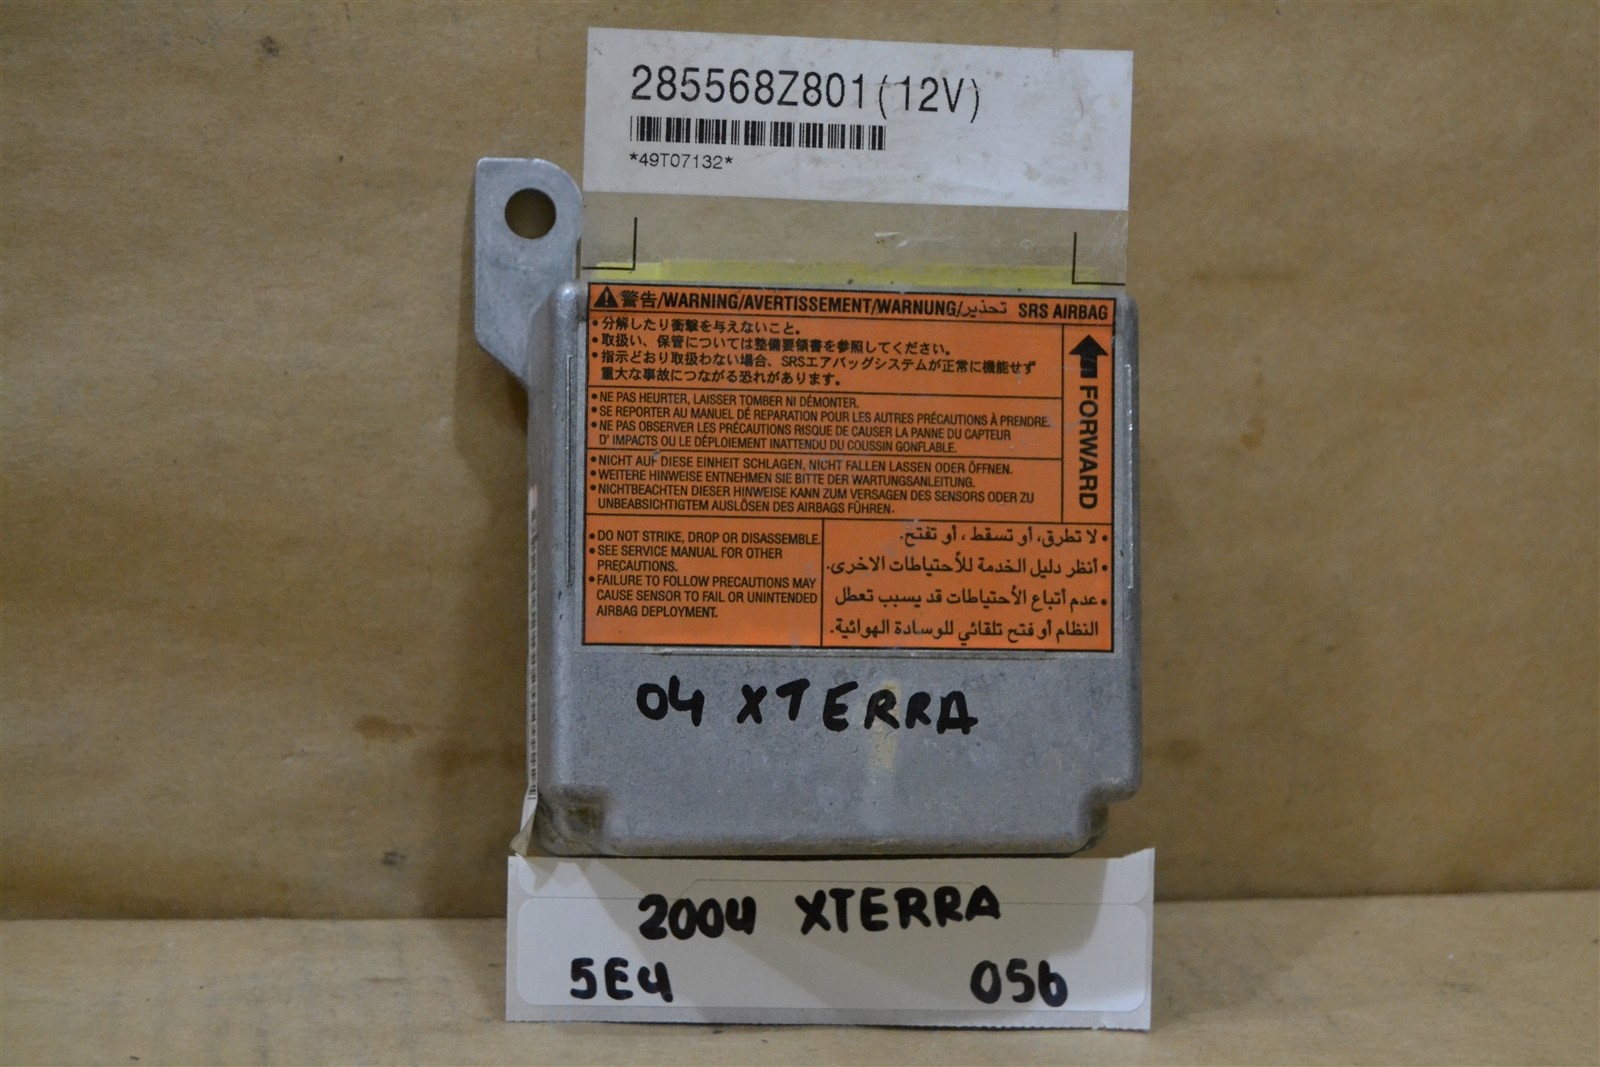 285568Z801(12V)
*49T07132*
警告/WARNING/AVERTISSEMENT/WARNUNG/تحذير SRS AIRBAG
• 分解したり衝撃を与えないこと。
• 取扱い、保管については整備要領書を参照してください。
• 指示どおり取扱わない場合、SRSエアバッグシステムが正常に機能せず
重大な事故につながる恐れがあります。
• NE PAS HEURTER, LAISSER TOMBER NI DÉMONTER.
• SE REPORTER AU MANUEL DE REPARATION POUR LES AUTRES PRÉCAUTIONS À PRENDRE.
• NE PAS OBSERVER LES PRÉCAUTIONS RISQUE DE CAUSER LA PANNE DU CAPTEUR
D' IMPACTS OU LE DÉPLOIEMENT INATTENDU DU COUSSIN GONFLABLE.
• NICHT AUF DIESE EINHEIT SCHLAGEN, NICHT FALLEN LASSEN ODER ÖFFNEN.
• WEITERE HINWEISE ENTNEHMEN SIE BITTE DER WARTUNGSANLEITUNG.
• NICHTBEACHTEN DIESER HINWEISE KANN ZUM VERSAGEN DES SENSORS ODER ZU
UNBEABSICHTIGTEM AUSLÖSEN DES AIRBAGS FÜHREN.
FORWARD
• DO NOT STRIKE, DROP OR DISASSEMBLE.
• SEE SERVICE MANUAL FOR OTHER
PRECAUTIONS.
• FAILURE TO FOLLOW PRECAUTIONS MAY
CAUSE SENSOR TO FAIL OR UNINTENDED
AIRBAG DEPLOYMENT.
• لا تطرق، أو تسقط ، أو تفتح.
• أنظر دليل الخدمة للأحتياطات الاخرى.
• عدم أتباع الأحتياطات قد يسبب تعطل
النظام أو فتح تلقائي للوسادة الهوائية.
04 XTERRA
2004 XTERRA
5E4 056